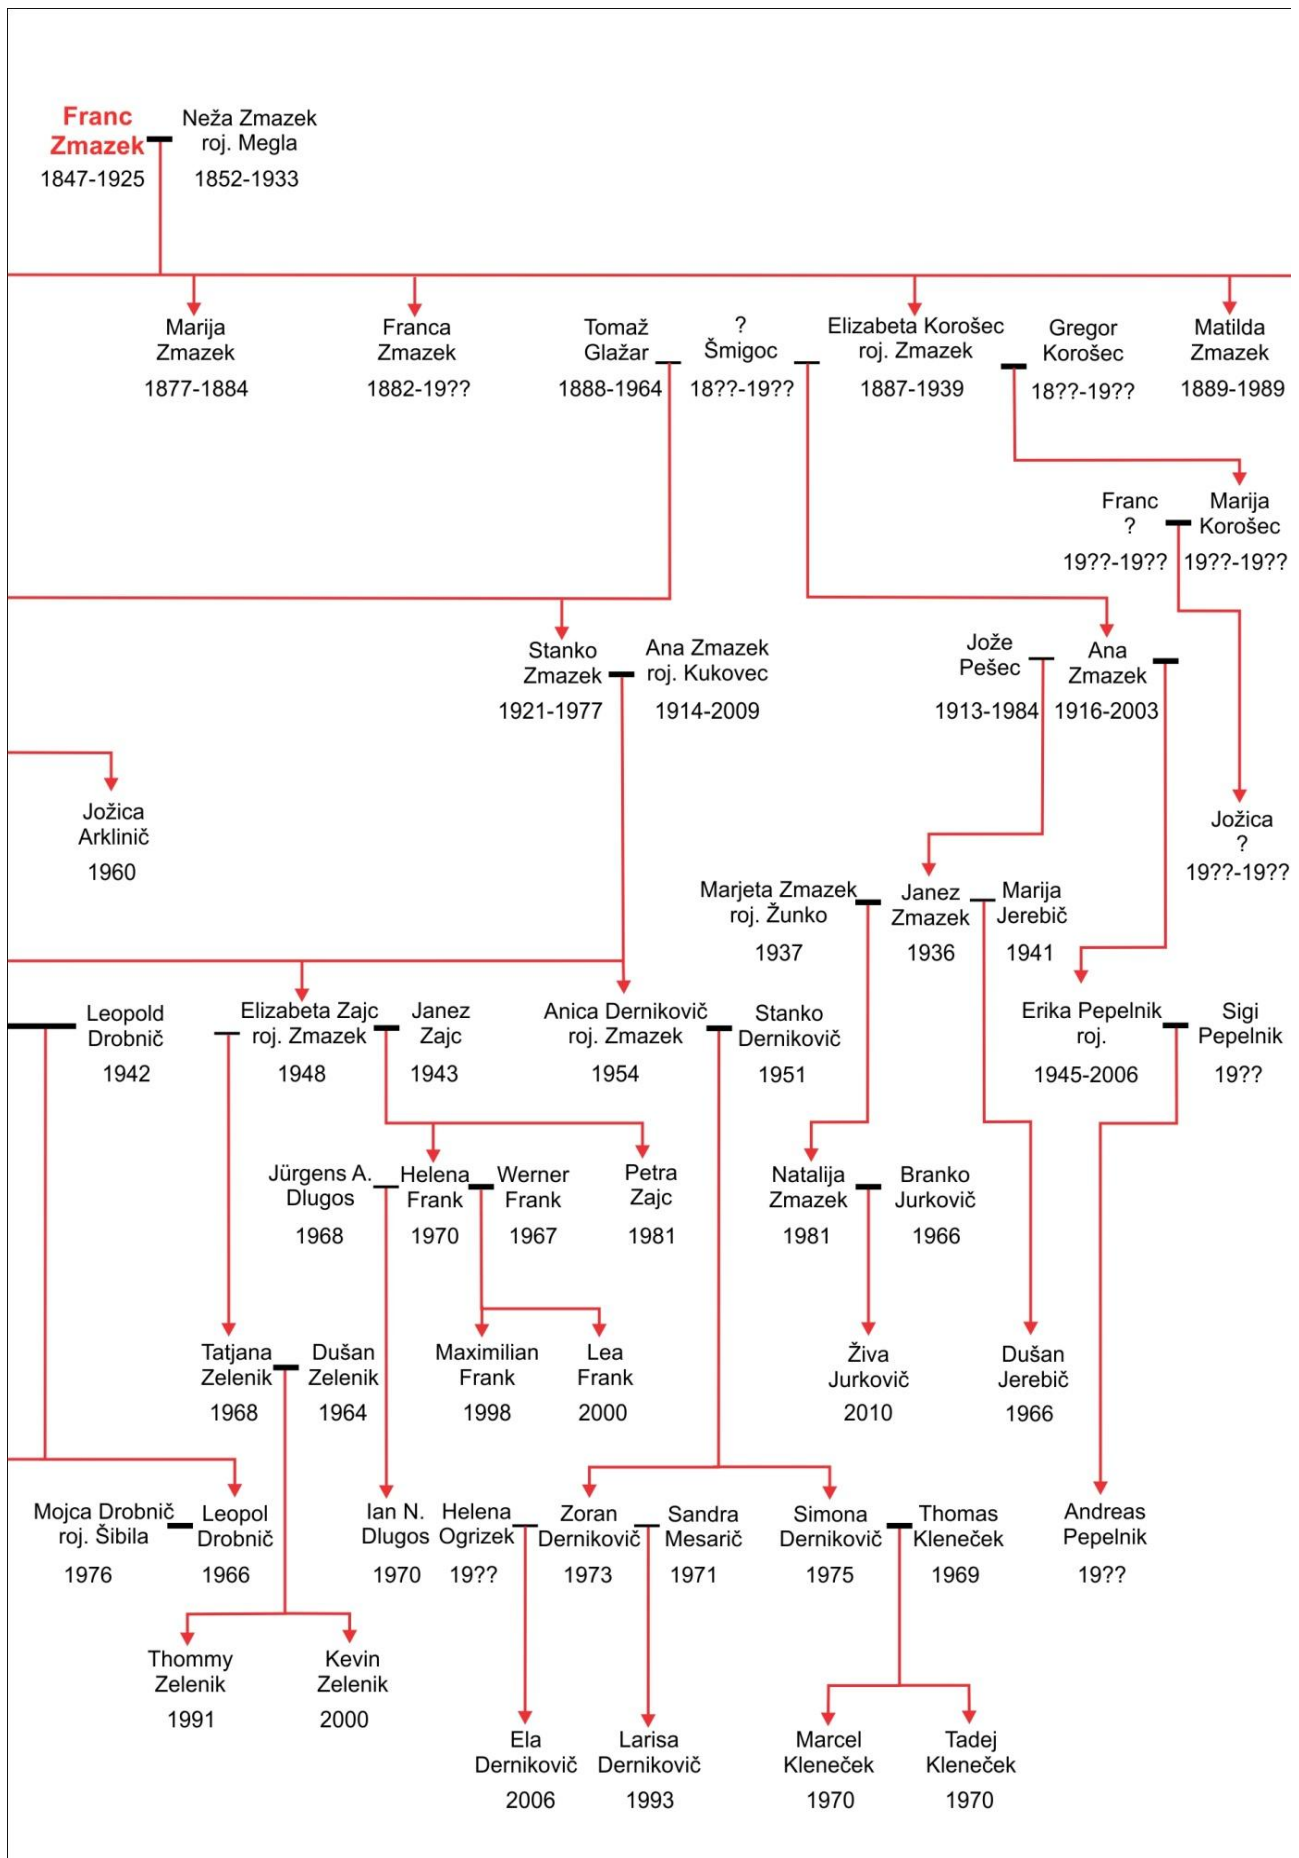 Franc
Zmazek
1847-1925
Neža Zmazek
roj. Megla
1852-1933
Marija
Zmazek
1877-1884
Franca
Zmazek
1882-19??
Tomaž
Glažar
1888-1964
?
Šmigoc
18??-19??
Elizabeta Korošec
roj. Zmazek
1887-1939
Gregor
Korošec
18??-19??
Matilda
Zmazek
1889-1989
Franc
?
19??-19??
Marija
Korošec
19??-19??
Stanko
Zmazek
1921-1977
Ana Zmazek
roj. Kukovec
1914-2009
Jože
Pešec
1913-1984
Ana
Zmazek
1916-2003
Jožica
Arklinič
1960
Jožica
?
19??-19??
Marjeta Zmazek
roj. Žunko
1937
Janez
Zmazek
1936
Marija
Jerebič
1941
Leopold
Drobnič
1942
Elizabeta Zajc
roj. Zmazek
1948
Janez
Zajc
1943
Anica Dernikovič
roj. Zmazek
1954
Stanko
Dernikovič
1951
Erika Pepelnik
roj.
1945-2006
Sigi
Pepelnik
19??
Jürgens A.
Dlugos
1968
Helena
Frank
1970
Werner
Frank
1967
Petra
Zajc
1981
Natalija
Zmazek
1981
Branko
Jurkovič
1966
Tatjana
Zelenik
1968
Dušan
Zelenik
1964
Maximilian
Frank
1998
Lea
Frank
2000
Živa
Jurkovič
2010
Dušan
Jerebič
1966
Mojca Drobnič
roj. Šibila
1976
Leopol
Drobnič
1966
Ian N.
Dlugos
1970
Helena
Ogrizek
19??
Zoran
Dernikovič
1973
Sandra
Mesarič
1971
Simona
Dernikovič
1975
Thomas
Kleneček
1969
Andreas
Pepelnik
19??
Thommy
Zelenik
1991
Kevin
Zelenik
2000
Ela
Dernikovič
2006
Larisa
Dernikovič
1993
Marcel
Kleneček
1970
Tadej
Kleneček
1970